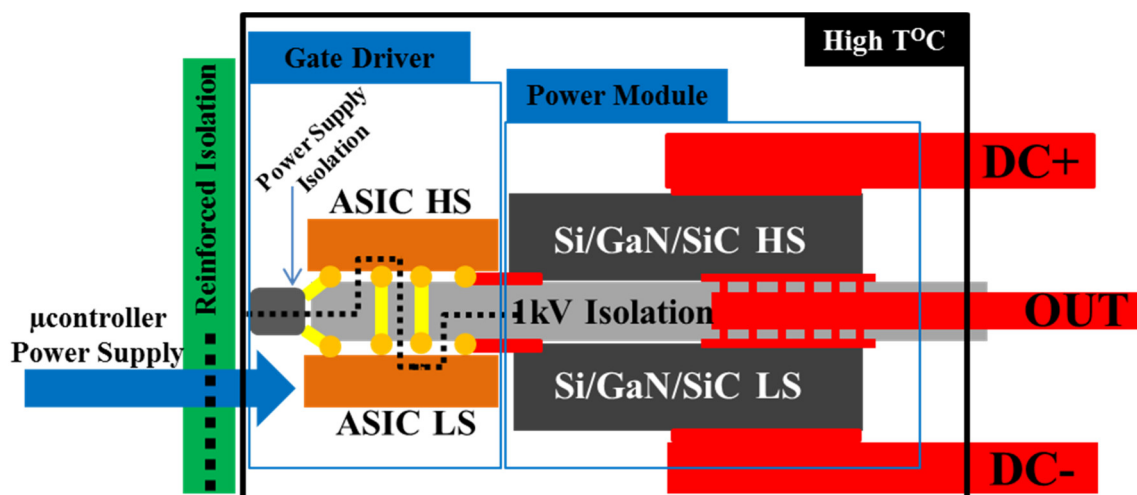 High TºC
Gate Driver
Power Module
Reinforced Isolation
Power Supply
Isolation
ASIC HS
DC+
Si/GaN/SiC HS
1kV Isolation
OUT
µcontroller
Power Supply
Si/GaN/SiC LS
ASIC LS
DC-